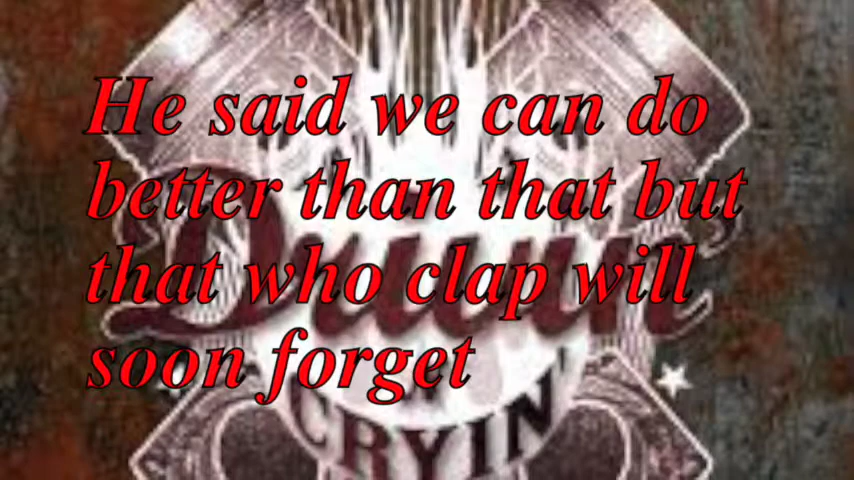 He said we can do
better than that but
that who clap will
soon forget
CRYIN